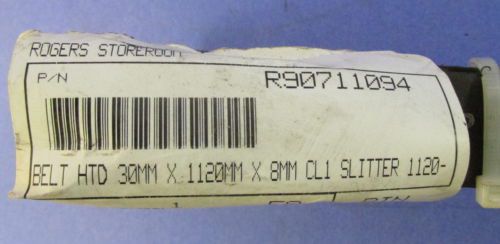 ROGERS STOREROOM
P/N
R90711094
BELT HTD 30MM X 1120MM X 8MM CL1 SLITTER 1120-